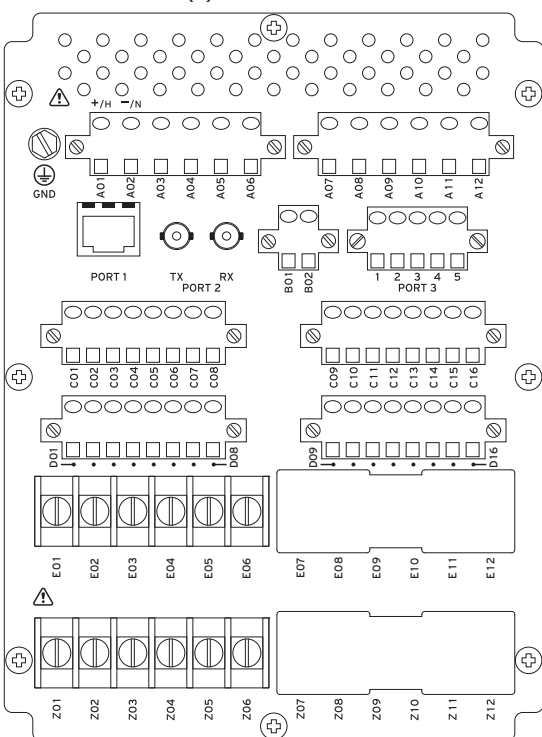 +/H −/N
A01 A02 A03 A04 A05 A06 A07 A08 A09 A10 A11 A12
GND
PORT 1 TX RX B01 B02 1 2 3 4 5
PORT 2 PORT 3
C01 C02 C03 C04 C05 C06 C07 C08 C09 C10 C11 C12 C13 C14 C15 C16
D01 D08 D09 D16
E01 E02 E03 E04 E05 E06 E07 E08 E09 E10 E11 E12
Z01 Z02 Z03 Z04 Z05 Z06 Z07 Z08 Z09 Z10 Z11 Z12